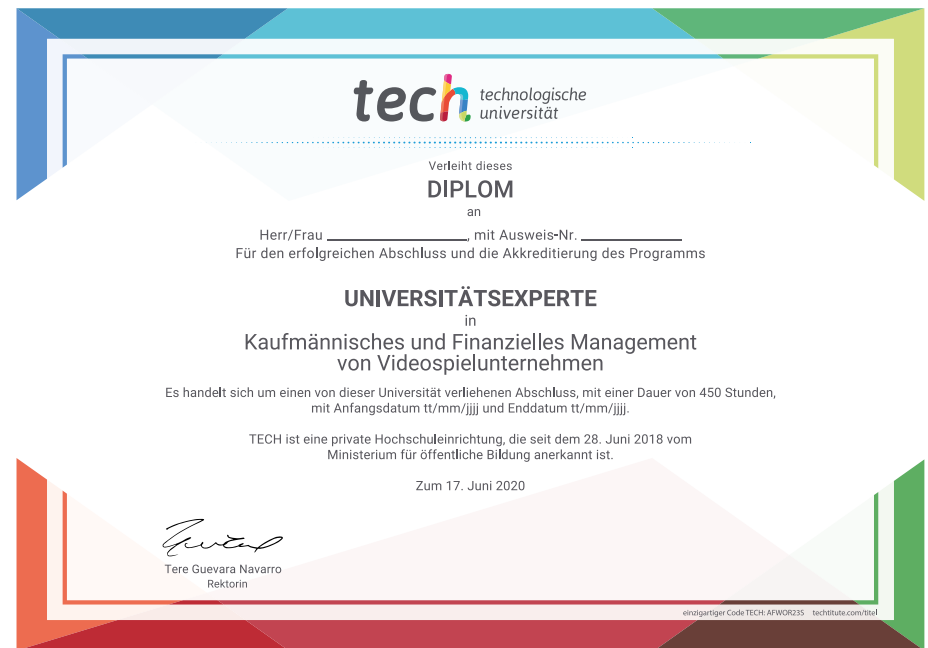 tech technologische
universität
Verleiht dieses
DIPLOM
an
Herr/Frau ____________________, mit Ausweis-Nr. ______________
Für den erfolgreichen Abschluss und die Akkreditierung des Programms
UNIVERSITÄTSEXPERTE
in
Kaufmännisches und Finanzielles Management
von Videospielunternehmen
Es handelt sich um einen von dieser Universität verliehenen Abschluss, mit einer Dauer von 450 Stunden,
mit Anfangsdatum tt/mm/jjjj und Enddatum tt/mm/jjjj.
TECH ist eine private Hochschuleinrichtung, die seit dem 28. Juni 2018 vom
Ministerium für öffentliche Bildung anerkannt ist.
Zum 17. Juni 2020
Tere Guevara Navarro
Rektorin
einzigartiger Code TECH: AFWOR23S techtitute.com/titel